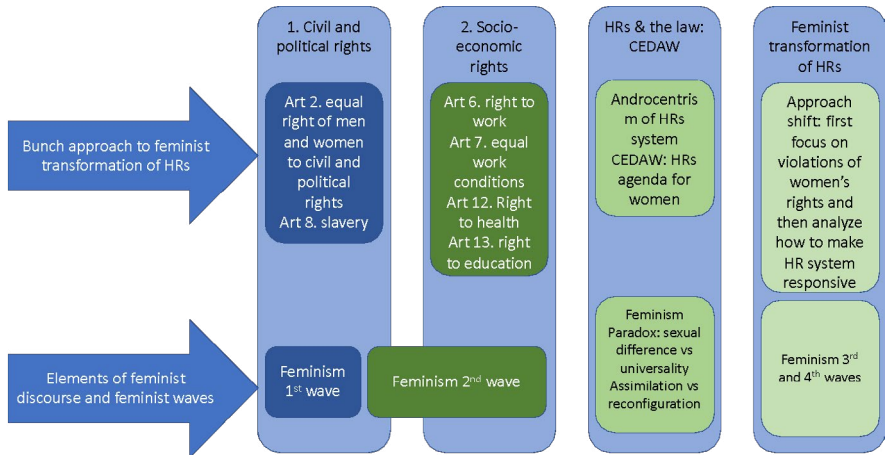 1. Civil and
political rights
2. Socio-
economic
rights
HRs & the law:
CEDAW
Feminist
transformation
of HRs
Bunch approach to feminist
transformation of HRs
Art 2. equal
right of men
and women
to civil and
political
rights
Art 8. slavery
Art 6. right to
work
Art 7. equal
work
conditions
Art 12. Right
to health
Art 13. right
to education
Androcentris
m of HRs
system
CEDAW: HRs
agenda for
women
Approach
shift: first
focus on
violations of
women's
rights and
then analyze
how to make
HR system
responsive
Elements of feminist
discourse and feminist waves
Feminism
1st wave
Feminism 2nd wave
Feminism
Paradox: sexual
difference vs
universality
Assimilation vs
reconfiguration
Feminism 3rd
and 4th waves